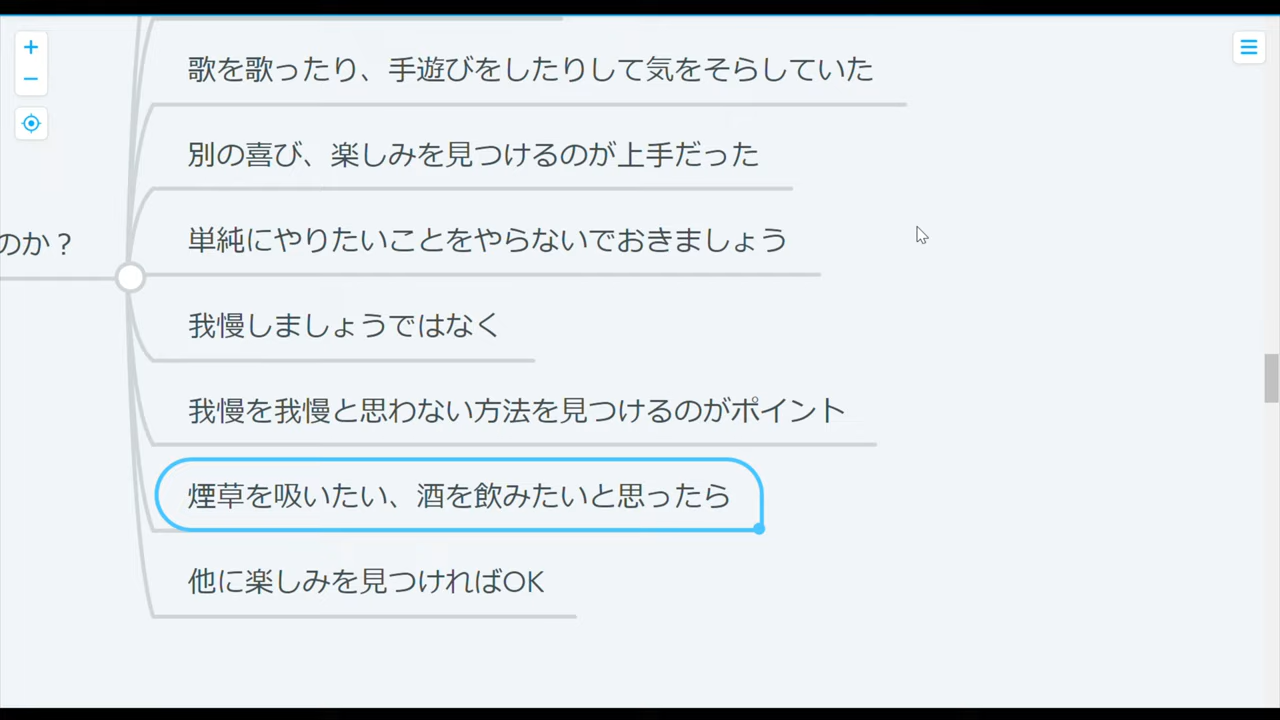 歌を歌ったり、手遊びをしたりして気をそらしていた
別の喜び、楽しみを見つけるのが上手だった
単純にやりたいことをやらないでおきましょう
のか？
我慢しましょうではなく
我慢を我慢と思わない方法を見つけるのがポイント
煙草を吸いたい、酒を飲みたいと思ったら
他に楽しみを見つければOK